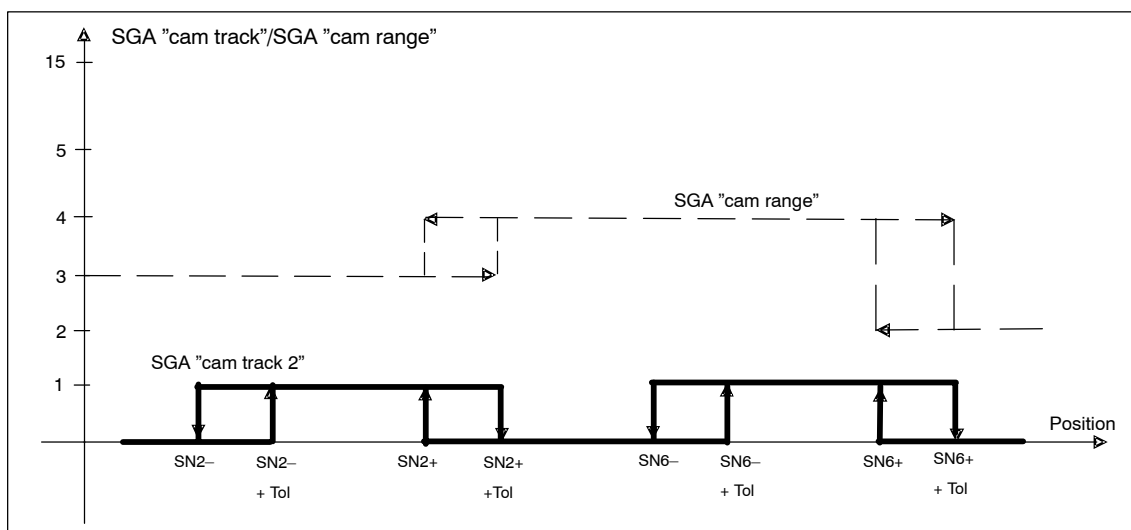 SGA ”cam track”/SGA ”cam range”
15
5
4
SGA ”cam range”
3
2
SGA ”cam track 2”
1
Position
SN2– SN2– SN2+ SN2+ SN6– SN6– SN6+ SN6+
+ Tol +Tol + Tol + Tol